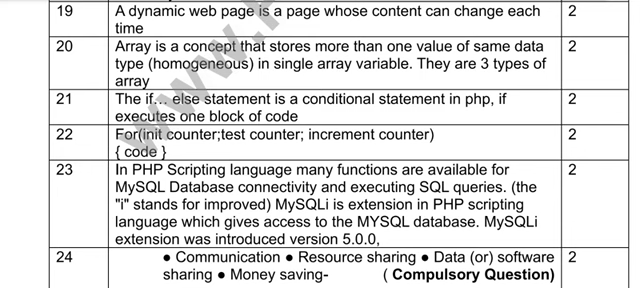 19 A dynamic web page is a page whose content can change each 2
time
20 Array is a concept that stores more than one value of same data 2
type (homogeneous) in single array variable. They are 3 types of
array
21 The if... else statement is a conditional statement in php, if 2
executes one block of code
22 For(init counter;test counter; increment counter) 2
{ code }
23 In PHP Scripting language many functions are available for 2
MySQL Database connectivity and executing SQL queries. (the
"i" stands for improved) MySQLi is extension in PHP scripting
language which gives access to the MYSQL database. MySQLi
extension was introduced version 5.0.0,
24 ● Communication ● Resource sharing ● Data (or) software 2
sharing ● Money saving- ( Compulsory Question)
www.